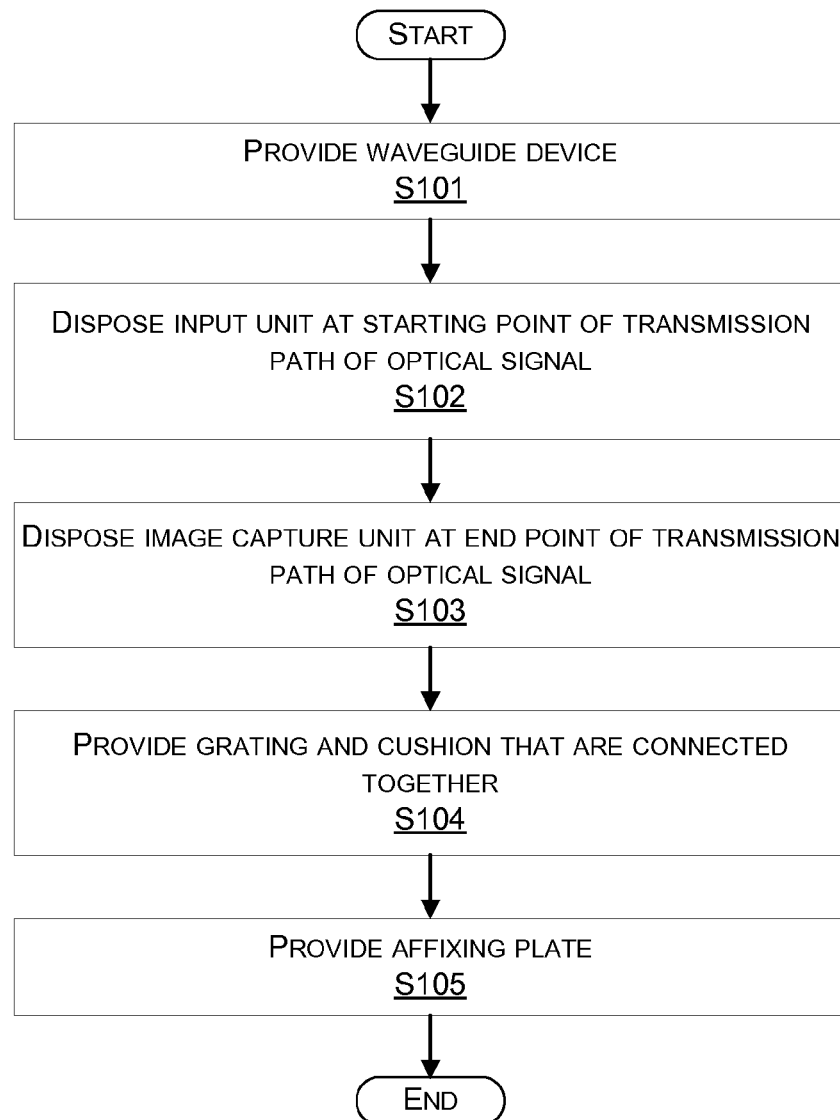 START
PROVIDE WAVEGUIDE DEVICE
S101
DISPOSE INPUT UNIT AT STARTING POINT OF TRANSMISSION
PATH OF OPTICAL SIGNAL
S102
DISPOSE IMAGE CAPTURE UNIT AT END POINT OF TRANSMISSION
PATH OF OPTICAL SIGNAL
S103
PROVIDE GRATING AND CUSHION THAT ARE CONNECTED
TOGETHER
S104
PROVIDE AFFIXING PLATE
S105
END